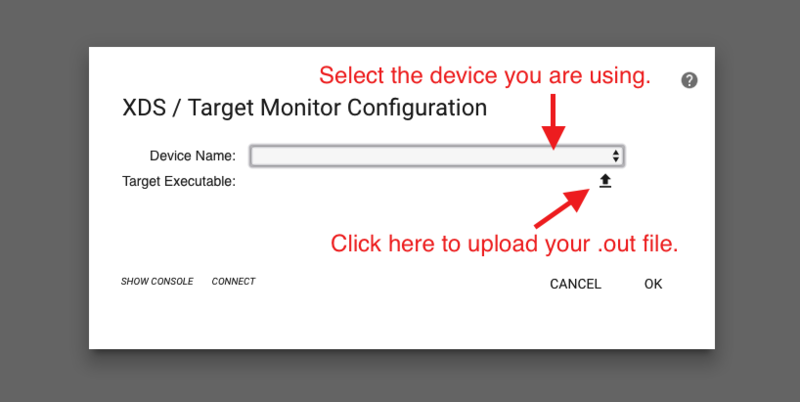 Select the device you are using.
?
XDS / Target Monitor Configuration
Device Name:
Target Executable:
Click here to upload your .out file.
SHOW CONSOLE CONNECT CANCEL OK